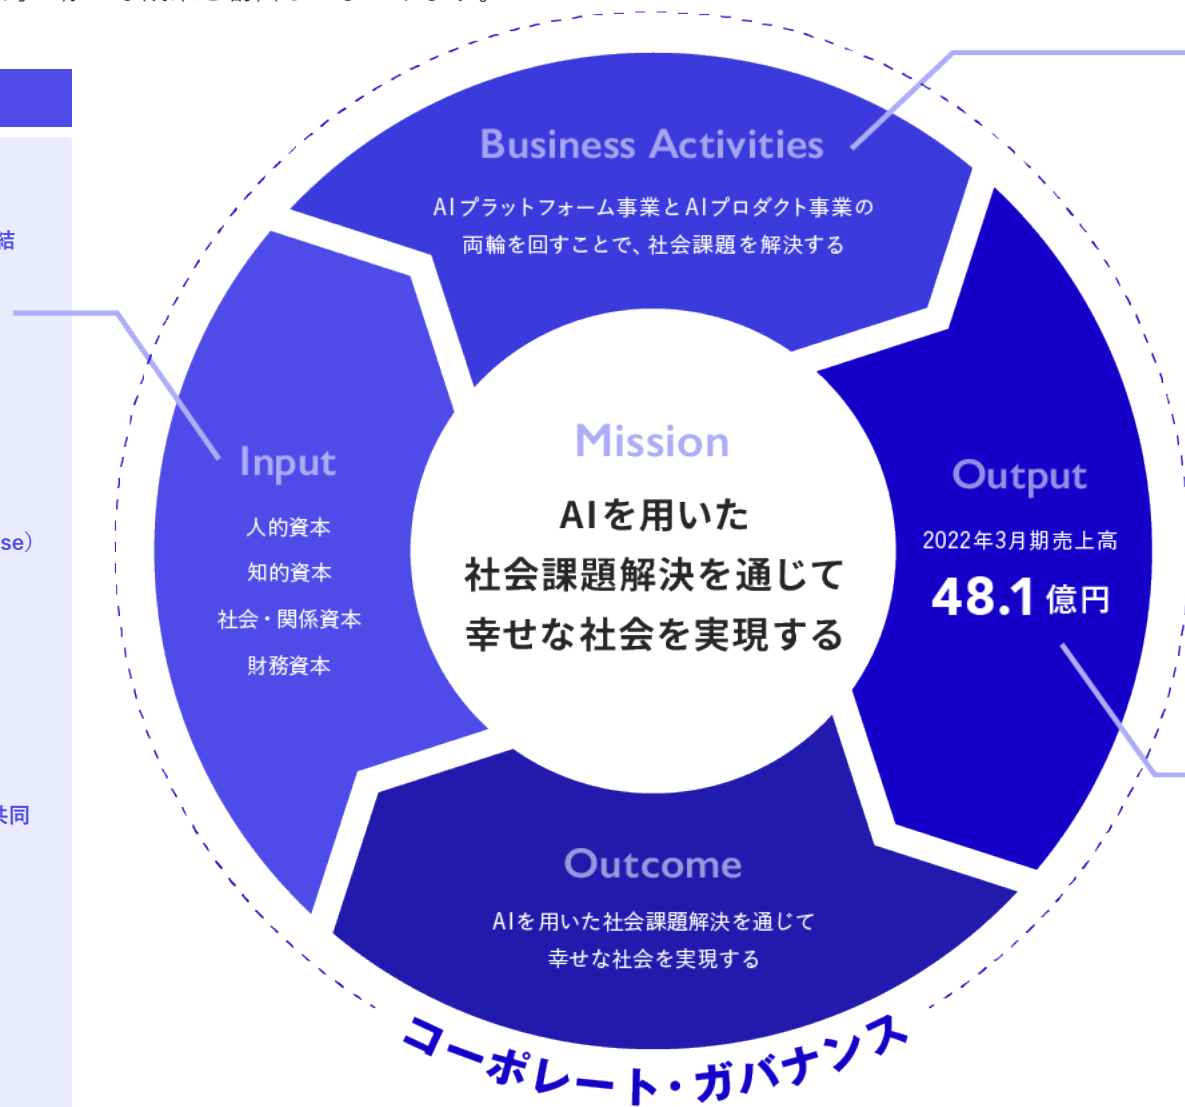 Business Activities
AIプラットフォーム事業とAIプロダクト事業の
両輪を回すことで、社会課題を解決する
結
Input
人的資本
知的資本
社会・関係資本
財務資本
se）
共同
Mission
AIを用いた
社会課題解決を通じて
幸せな社会を実現する
Output
2022年3月期売上高
48.1億円
Outcome
AIを用いた社会課題解決を通じて
幸せな社会を実現する
コーポレート・ガバナンス